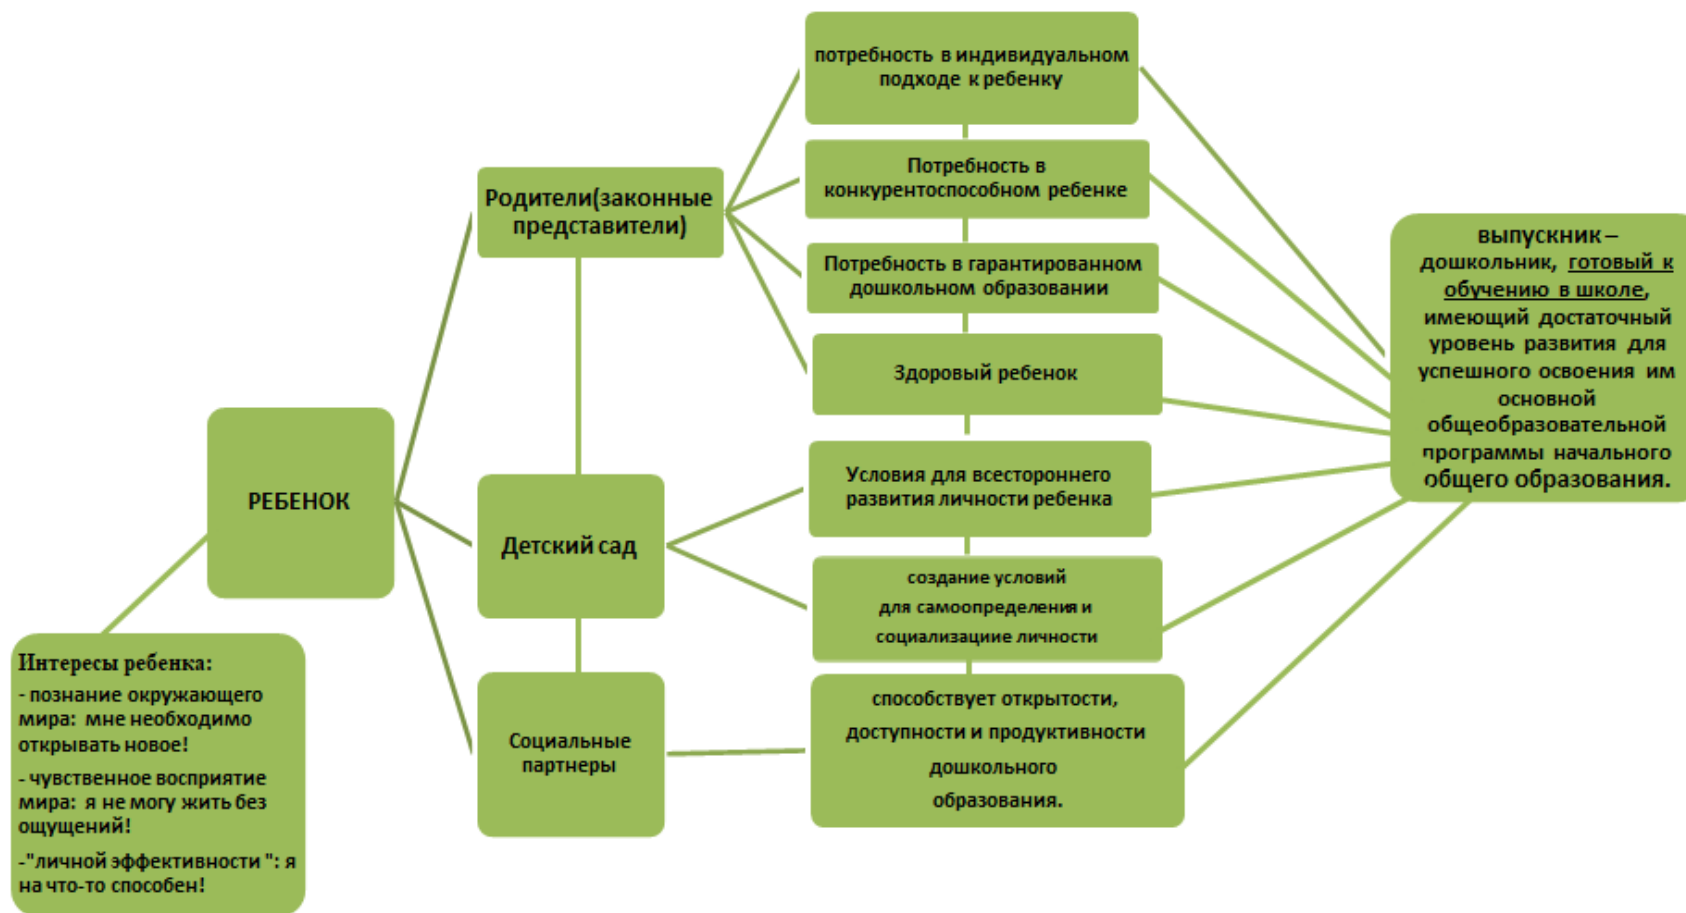 потребность в индивидуальном
подходе к ребенку
Потребность в
конкурентоспособном ребенке
Родители(законные
представители)
Потребность в гарантированном
дошкольном образовании
Здоровый ребенок
выпускник –
дошкольник, готовый к
обучению в школе,
имеющий достаточный
уровень развития для
успешного освоения им
основной
общеобразовательной
программы начального
общего образования.
РЕБЕНОК
Условия для всестороннего
развития личности ребенка
Детский сад
создание условий
для самоопределения и
социализациие личности
Социальные
партнеры
способствует открытости,
доступности и продуктивности
дошкольного
образования.
Интересы ребенка:
- познание окружающего
мира: мне необходимо
открывать новое!
- чувственное восприятие
мира: я не могу жить без
ощущений!
-"личной эффективности ": я
на что-то способен!